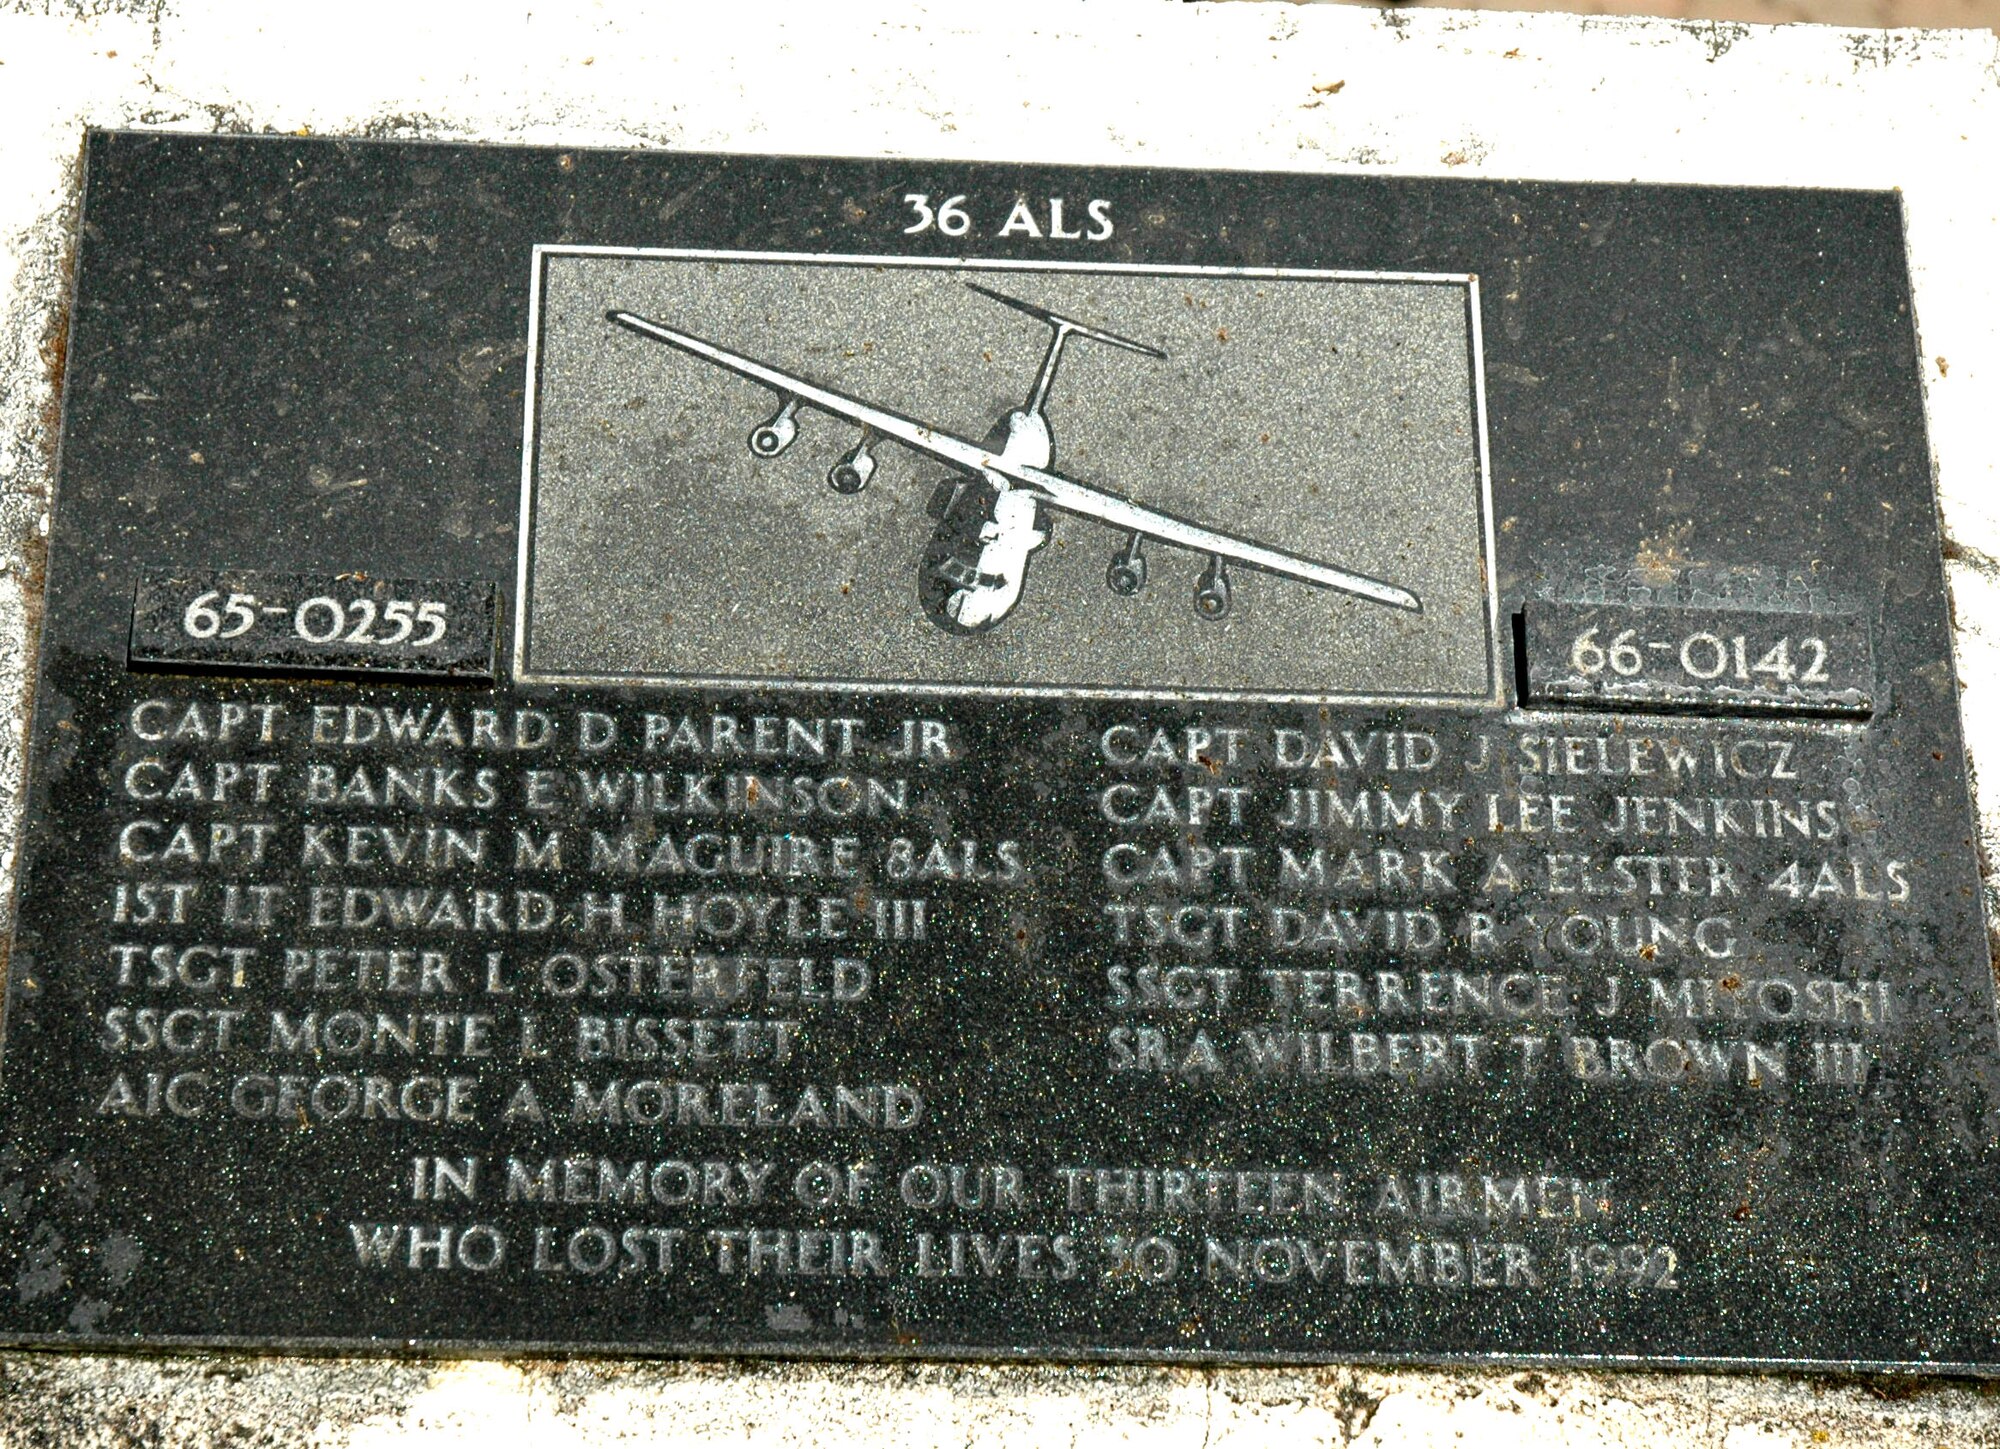 36 ALS
65-0255
CAPT EDWARD D PARENT JR
CAPT BANKS E WILKINSON
CAPT KEVIN M MAGUIRE 8ALS
1ST LT EDWARD H HOYLE III
TSGT PETER L OSTERFELD
SSGT MONTE L BISSETT
A1C GEORGE A MORELAND
66-0142
CAPT DAVID J SIELEWICZ
CAPT JIMMY LEE JENKINS
CAPT MARK A ELSTER 4ALS
TSGT DAVID R YOUNG
SSGT TERRENCE J MIYOSHI
SRA WILBERT T BROWN III
IN MEMORY OF OUR THIRTEEN AIRMEN
WHO LOST THEIR LIVES 30 NOVEMBER 1992